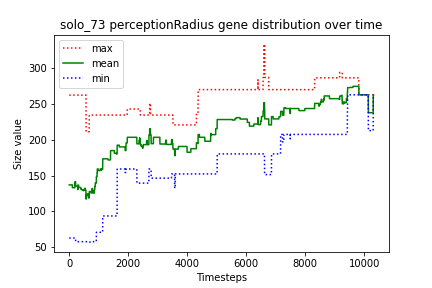 solo_73 perceptionRadius gene distribution over time
max
mean
min
Size value
300
250
200
150
100
50
0
2000
4000
6000
8000
10000
Timesteps